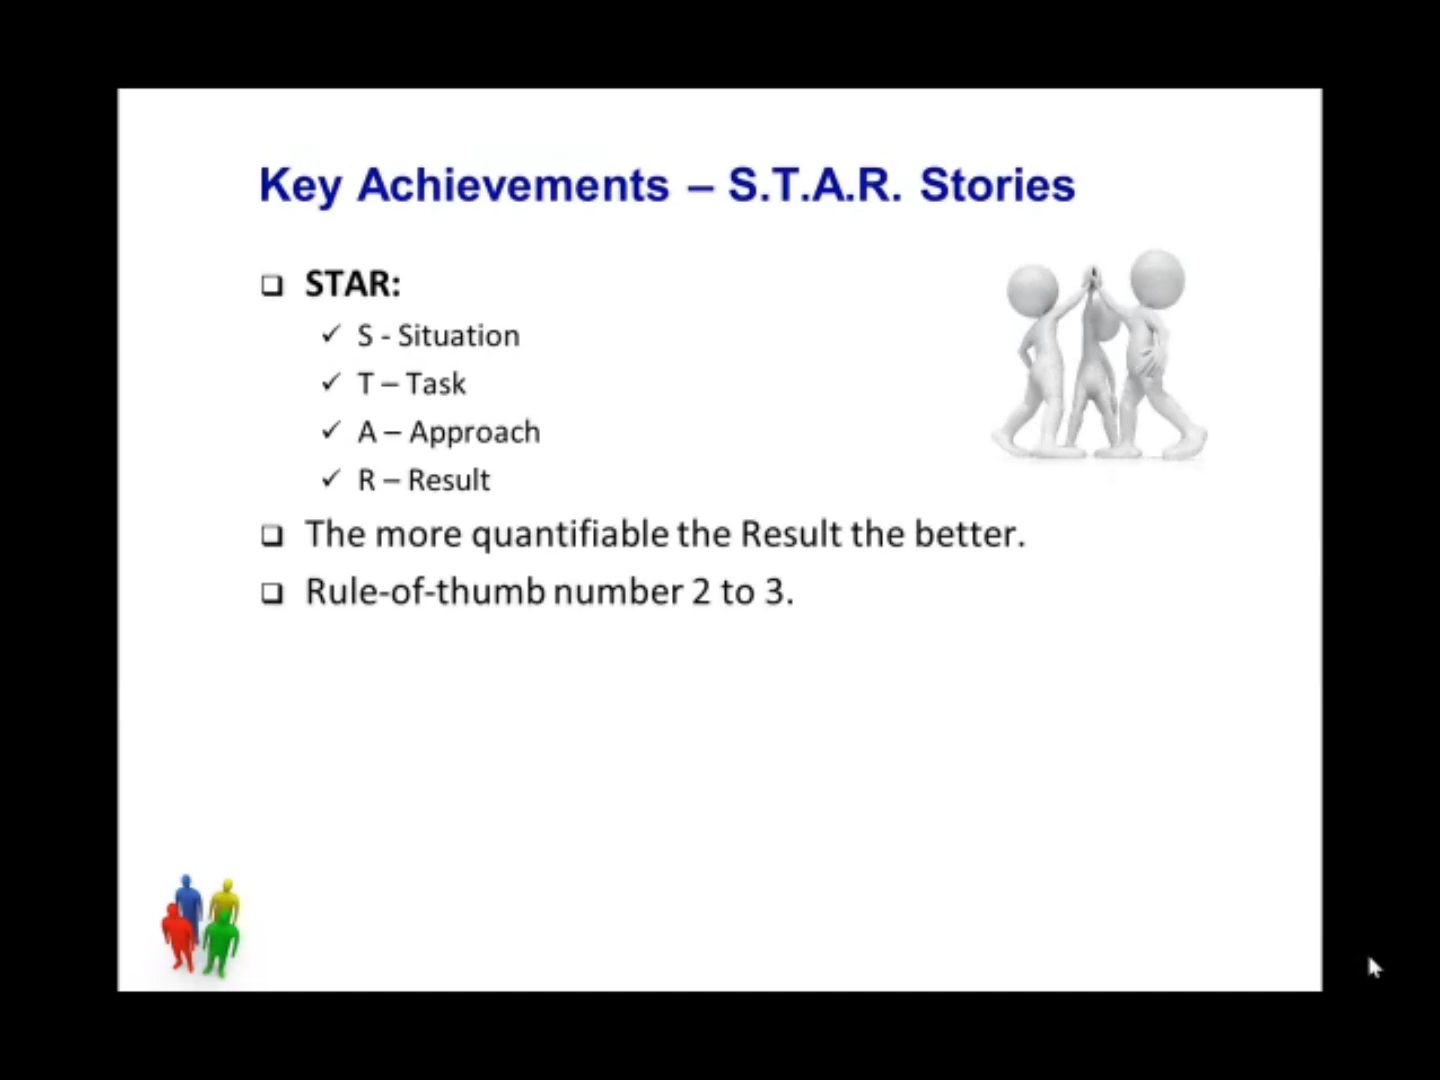 Key Achievements – S.T.A.R. Stories
STAR:
S - Situation
T – Task
A – Approach
R – Result
The more quantifiable the Result the better.
Rule-of-thumb number 2 to 3.